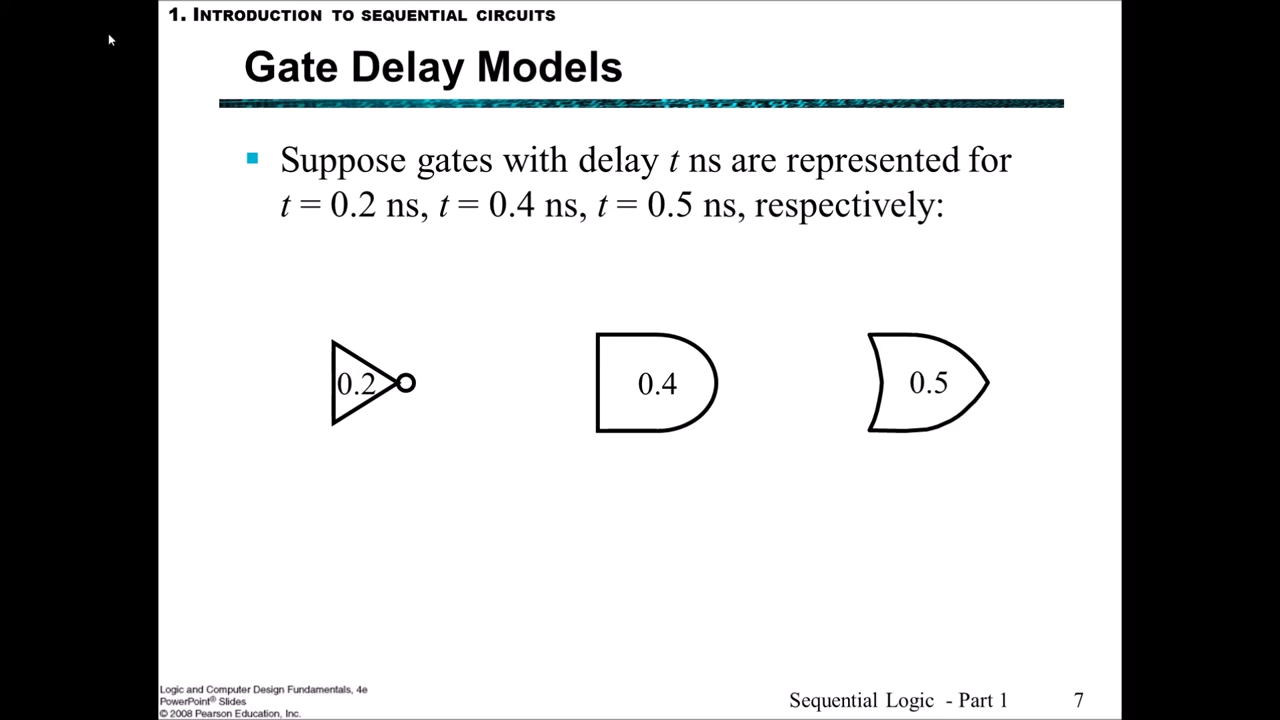 1. INTRODUCTION TO SEQUENTIAL CIRCUITS
Gate Delay Models
▪ Suppose gates with delay t ns are represented for
t = 0.2 ns, t = 0.4 ns, t = 0.5 ns, respectively:
0.2 0.4 0.5
Logic and Computer Design Fundamentals, 4e
PowerPoint® Slides
© 2008 Pearson Education, Inc.
Sequential Logic - Part 1 7